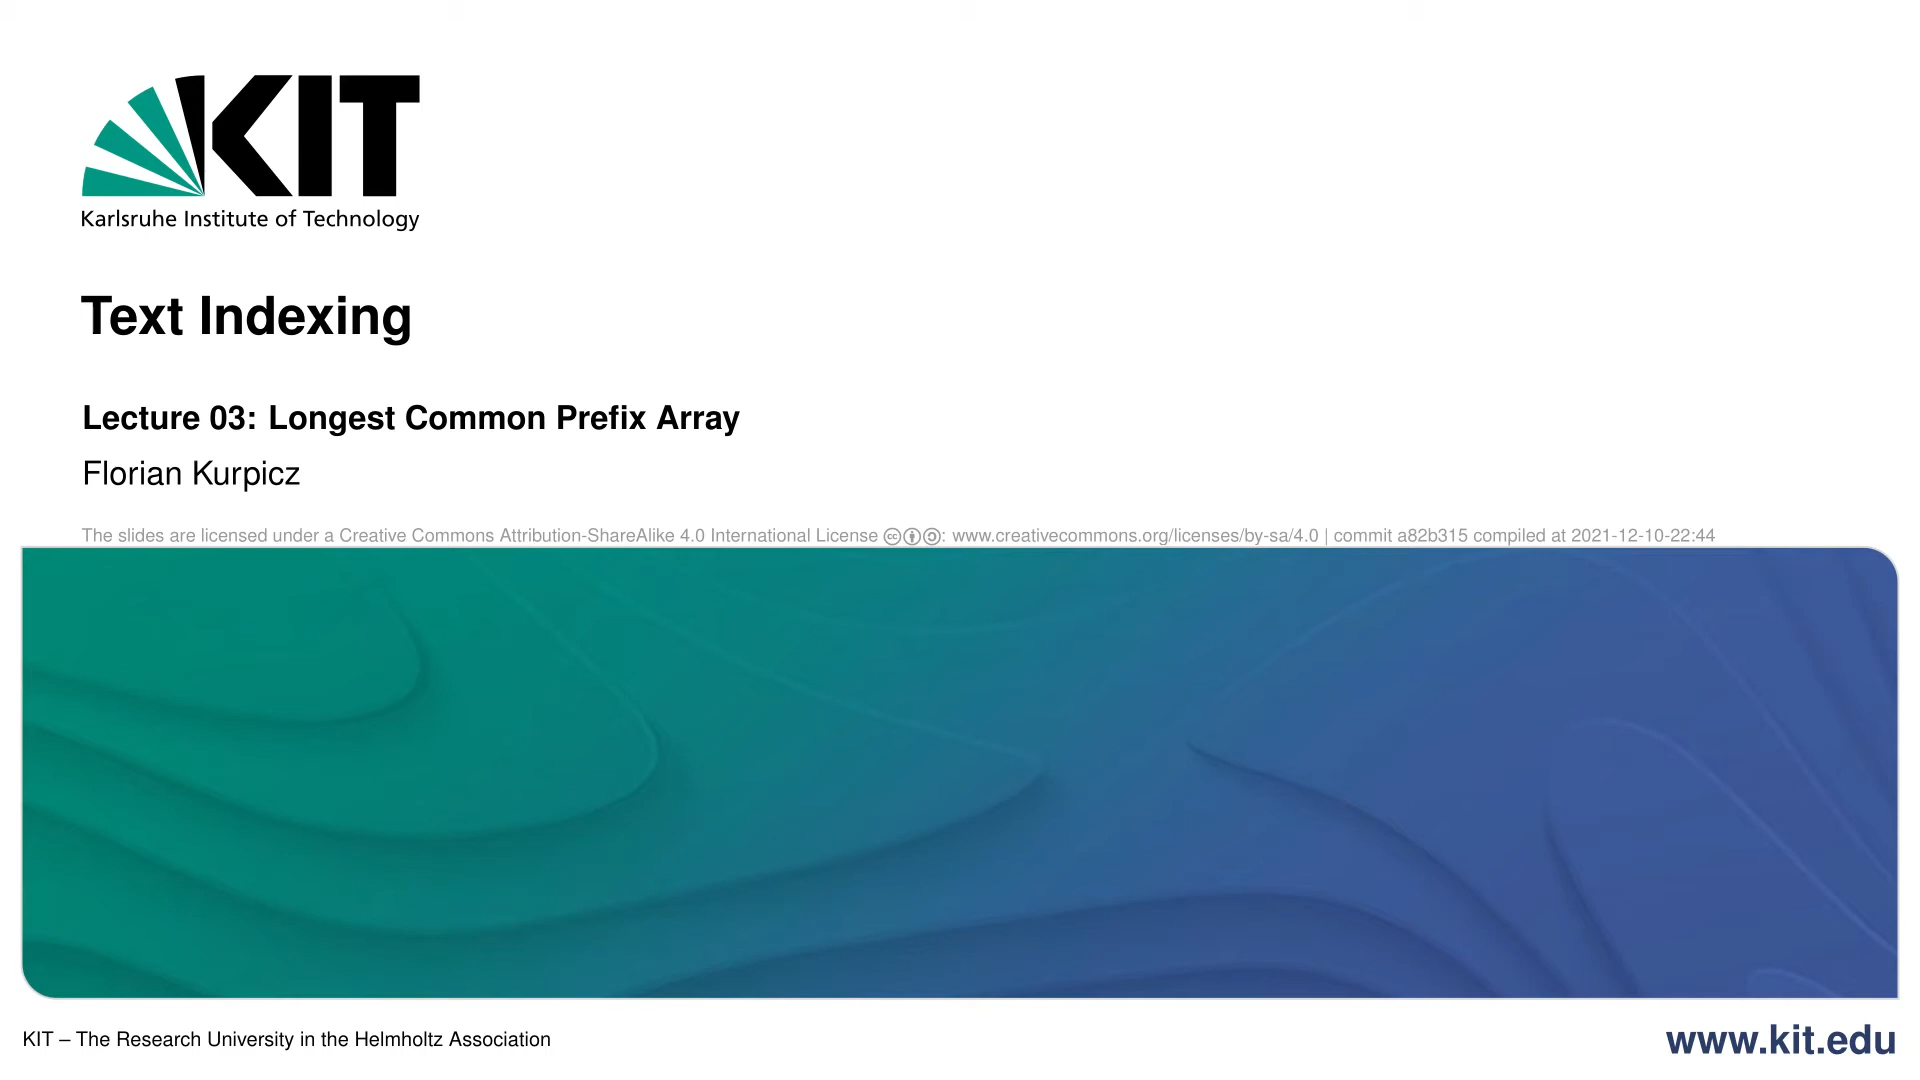 KIT
Karlsruhe Institute of Technology
Text Indexing
Lecture 03: Longest Common Prefix Array
Florian Kurpicz
The slides are licensed under a Creative Commons Attribution-ShareAlike 4.0 International License : www.creativecommons.org/licenses/by-sa/4.0 | commit a82b315 compiled at 2021-12-10-22:44
KIT – The Research University in the Helmholtz Association
www.kit.edu